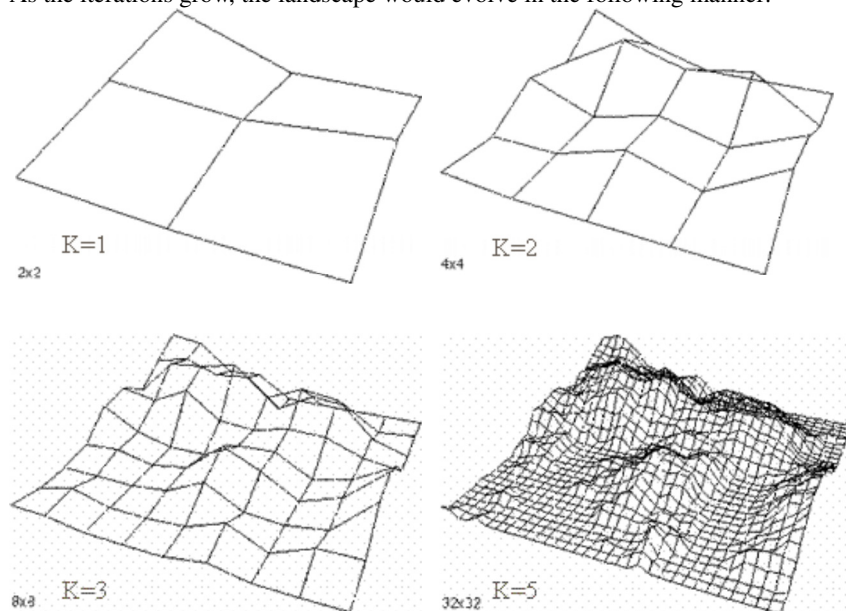 As the iterations grow, the landscape would evolve in the following manner:
K=1
2x2
K=2
4x4
K=3
8x8
K=5
32x32